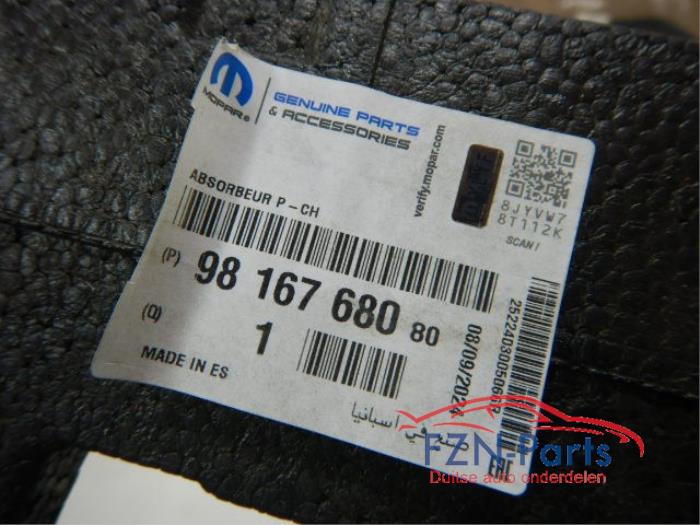 MOPAR®
GENUINE PARTS
& ACCESSORIES
verify.mopar.com
8JYVW7
8T112K
SCAN!
ABSORBEUR P - CH
(P) 98 167 680 80
(Q) 1
08/09/2024
MADE IN ES
صنع في اسبانيا
FZN-Parts
Duitse auto onderdelen